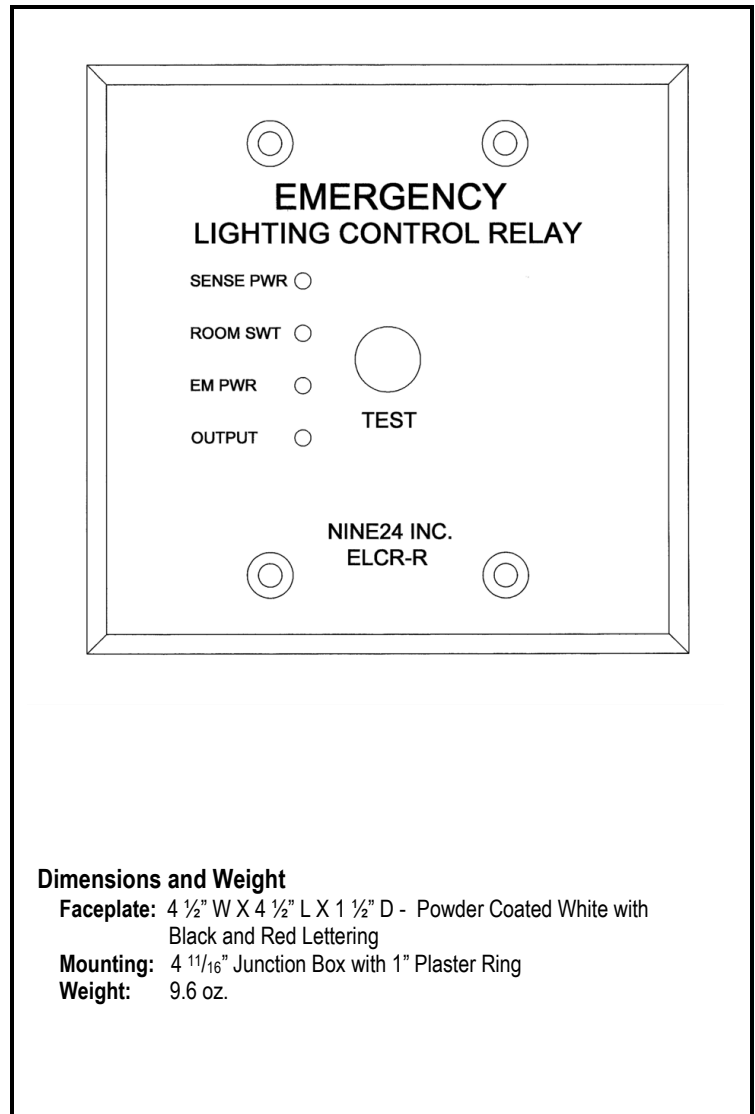 EMERGENCY
LIGHTING CONTROL RELAY
SENSE PWR
ROOM SWT
EM PWR
OUTPUT
TEST
NINE24 INC.
ELCR-R
Dimensions and Weight
Faceplate: 4 ½” W X 4 ½” L X 1 ½” D - Powder Coated White with
Black and Red Lettering
Mounting: 4 11/16” Junction Box with 1” Plaster Ring
Weight: 9.6 oz.